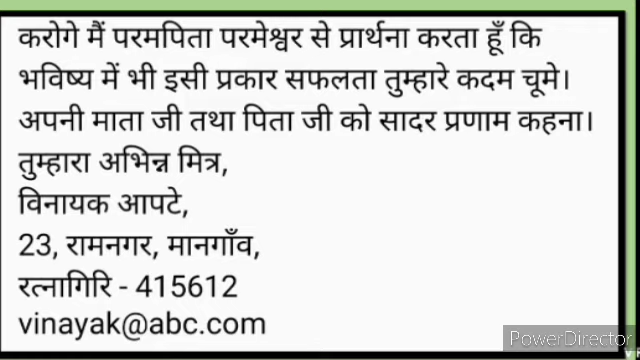 करोगे मैं परमपिता परमेश्वर से प्रार्थना करता हूँ कि
भविष्य में भी इसी प्रकार सफलता तुम्हारे कदम चूमे।
अपनी माता जी तथा पिता जी को सादर प्रणाम कहना।
तुम्हारा अभिन्न मित्र,
विनायक आपटे,
23, रामनगर, मानगाँव,
रत्नागिरि - 415612
vinayak@abc.com
PowerDirector